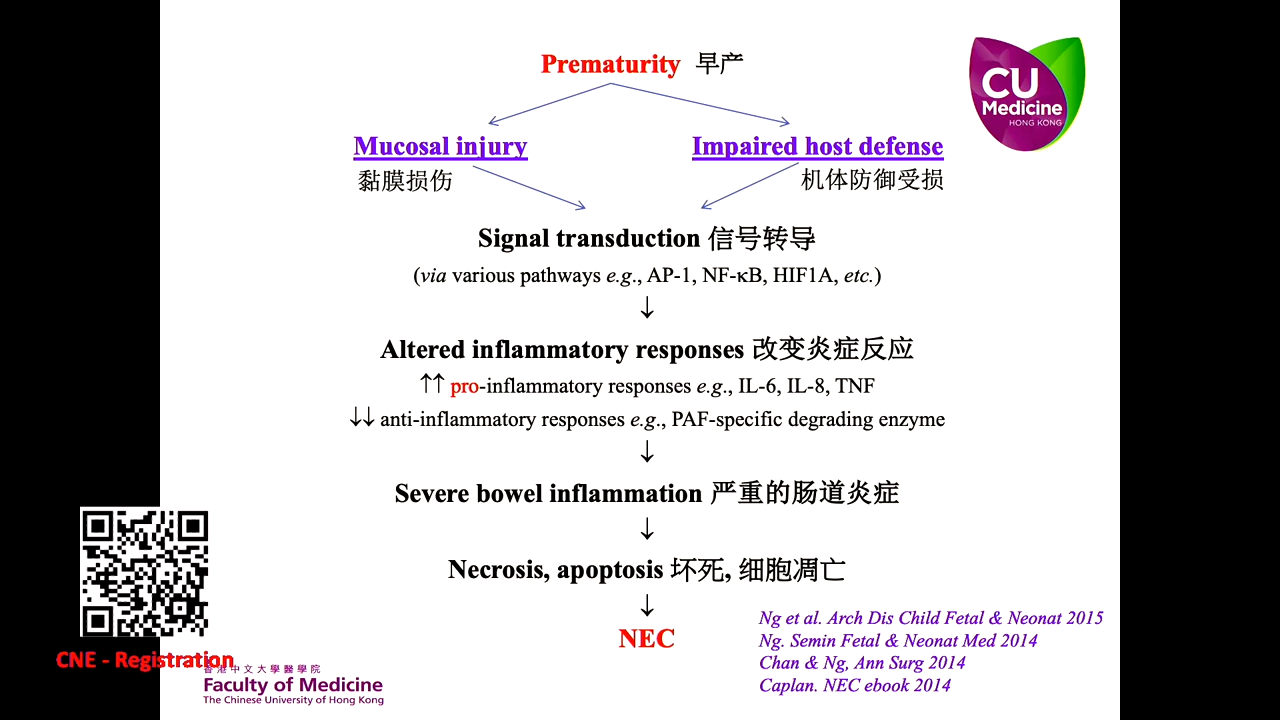 Prematurity 早产
CU
Medicine
HONG KONG
Mucosal injury
黏膜损伤
Impaired host defense
机体防御受损
Signal transduction 信号转导
(via various pathways e.g., AP-1, NF-κB, HIF1A, etc.)
↓
Altered inflammatory responses 改变炎症反应
↑↑ pro-inflammatory responses e.g., IL-6, IL-8, TNF
↓↓ anti-inflammatory responses e.g., PAF-specific degrading enzyme
↓
Severe bowel inflammation 严重的肠道炎症
↓
Necrosis, apoptosis 坏死, 细胞凋亡
↓
NEC
Ng et al. Arch Dis Child Fetal & Neonat 2015
Ng. Semin Fetal & Neonat Med 2014
Chan & Ng, Ann Surg 2014
Caplan. NEC ebook 2014
CNE - Registration
香港中文大學醫學院
Faculty of Medicine
The Chinese University of Hong Kong